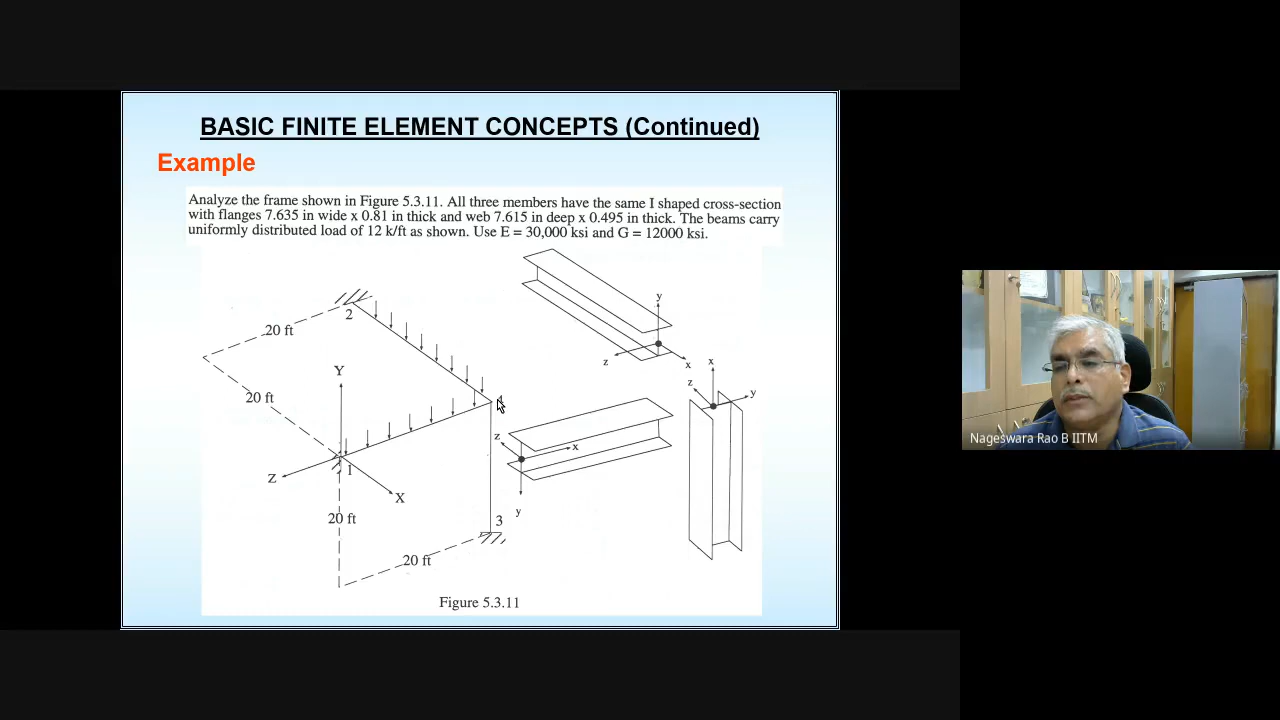 BASIC FINITE ELEMENT CONCEPTS (Continued)
Example
Analyze the frame shown in Figure 5.3.11. All three members have the same I shaped cross-section
with flanges 7.635 in wide x 0.81 in thick and web 7.615 in deep x 0.495 in thick. The beams carry
uniformly distributed load of 12 k/ft as shown. Use E = 30,000 ksi and G = 12000 ksi.
y
2
20 ft
z
x
x
Y
z
y
20 ft
z
x
1
Z
X
y
20 ft
3
20 ft
Figure 5.3.11
Nageswara Rao B IITM